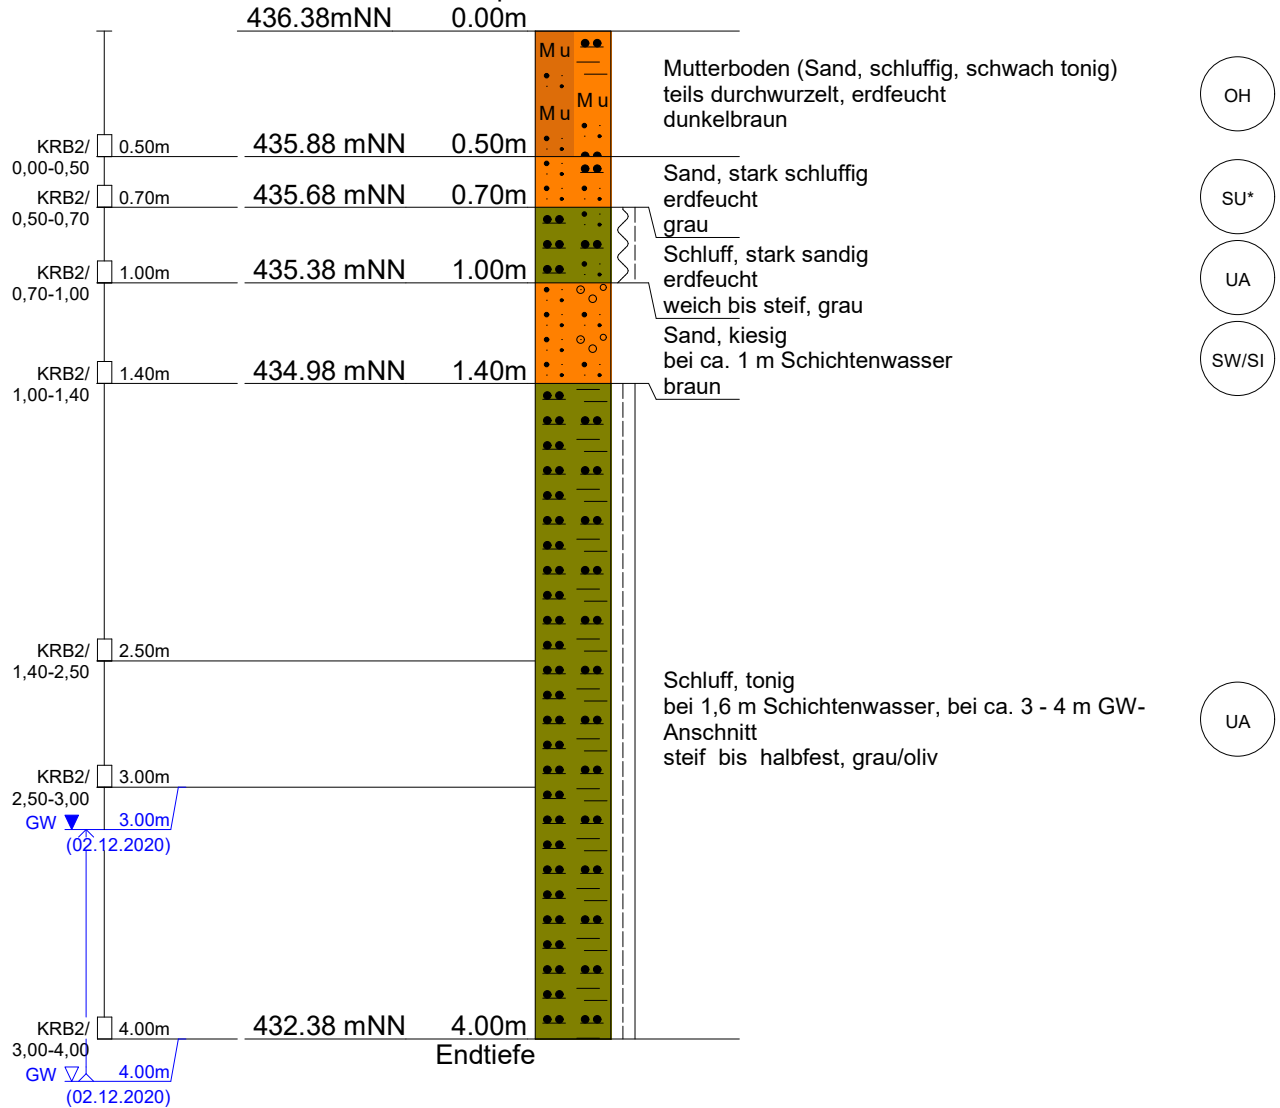 436.38mNN 0.00m
Mu
Mu
Mu
Mutterboden (Sand, schluffig, schwach tonig)
teils durchwurzelt, erdfeucht
dunkelbraun
OH
KRB2/ 0.50m
0,00-0,50
435.88 mNN 0.50m
Sand, stark schluffig
erdfeucht
grau
SU*
KRB2/ 0.70m
0,50-0,70
435.68 mNN 0.70m
Schluff, stark sandig
erdfeucht
weich bis steif, grau
UA
KRB2/ 1.00m
0,70-1,00
435.38 mNN 1.00m
Sand, kiesig
bei ca. 1 m Schichtenwasser
braun
SW/SI
KRB2/ 1.40m
1,00-1,40
434.98 mNN 1.40m
KRB2/ 2.50m
1,40-2,50
Schluff, tonig
bei 1,6 m Schichtenwasser, bei ca. 3 - 4 m GW-
Anschnitt
steif bis halbfest, grau/oliv
UA
KRB2/ 3.00m
2,50-3,00
GW 3.00m
(02.12.2020)
KRB2/ 4.00m
3,00-4,00
432.38 mNN 4.00m
Endtiefe
GW 4.00m
(02.12.2020)